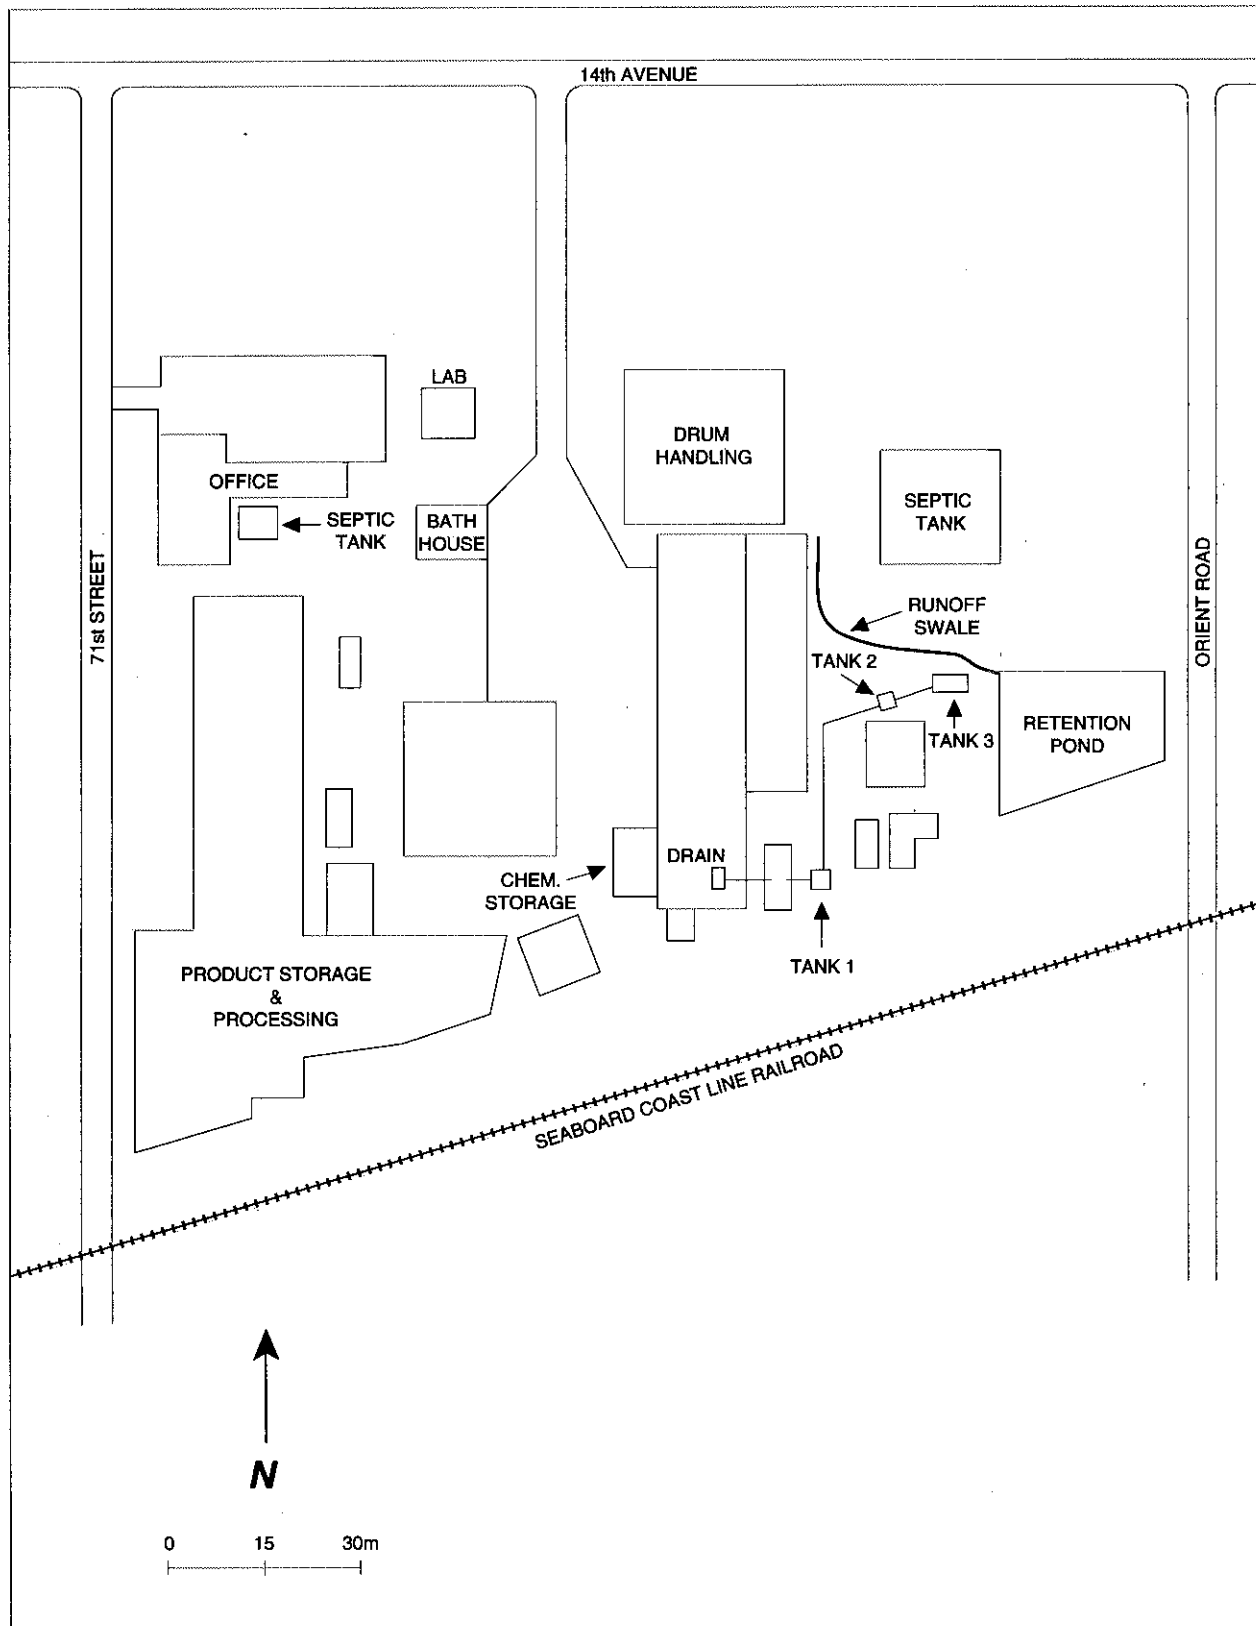 14th AVENUE
LAB
DRUM
HANDLING
OFFICE
SEPTIC
TANK
SEPTIC
TANK
BATH
HOUSE
71st STREET
ORIENT ROAD
RUNOFF
SWALE
TANK 2
TANK 3
RETENTION
POND
DRAIN
CHEM.
STORAGE
TANK 1
PRODUCT STORAGE
&
PROCESSING
SEABOARD COAST LINE RAILROAD
N
0 15 30m